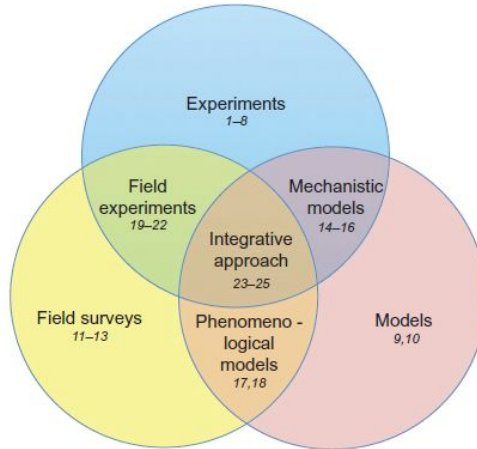 Experiments
1–8
Field
experiments
19–22
Mechanistic
models
14–16
Integrative
approach
23–25
Field surveys
11–13
Phenomeno -
logical
models
17,18
Models
9,10